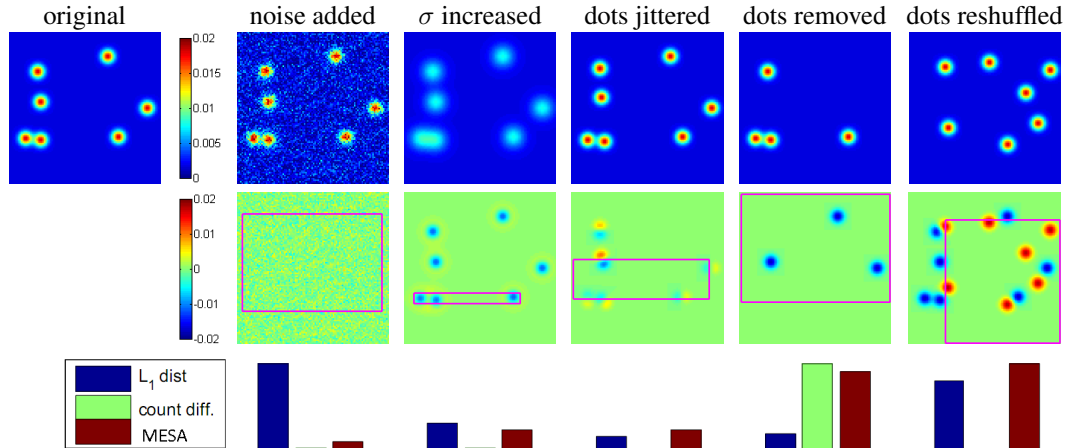 original noise added σ increased dots jittered dots removed dots reshuffled
0.02
0.015
0.01
0.005
0
0.02
0.01
0
-0.01
-0.02
L1 dist
count diff.
MESA